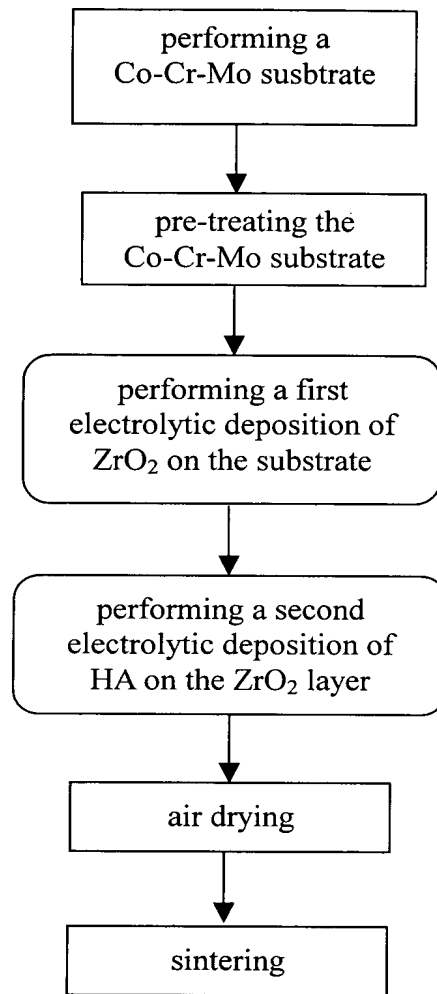 performing a
Co-Cr-Mo susbtrate
pre-treating the
Co-Cr-Mo substrate
performing a first
electrolytic deposition of
ZrO₂ on the substrate
performing a second
electrolytic deposition of
HA on the ZrO₂ layer
air drying
sintering